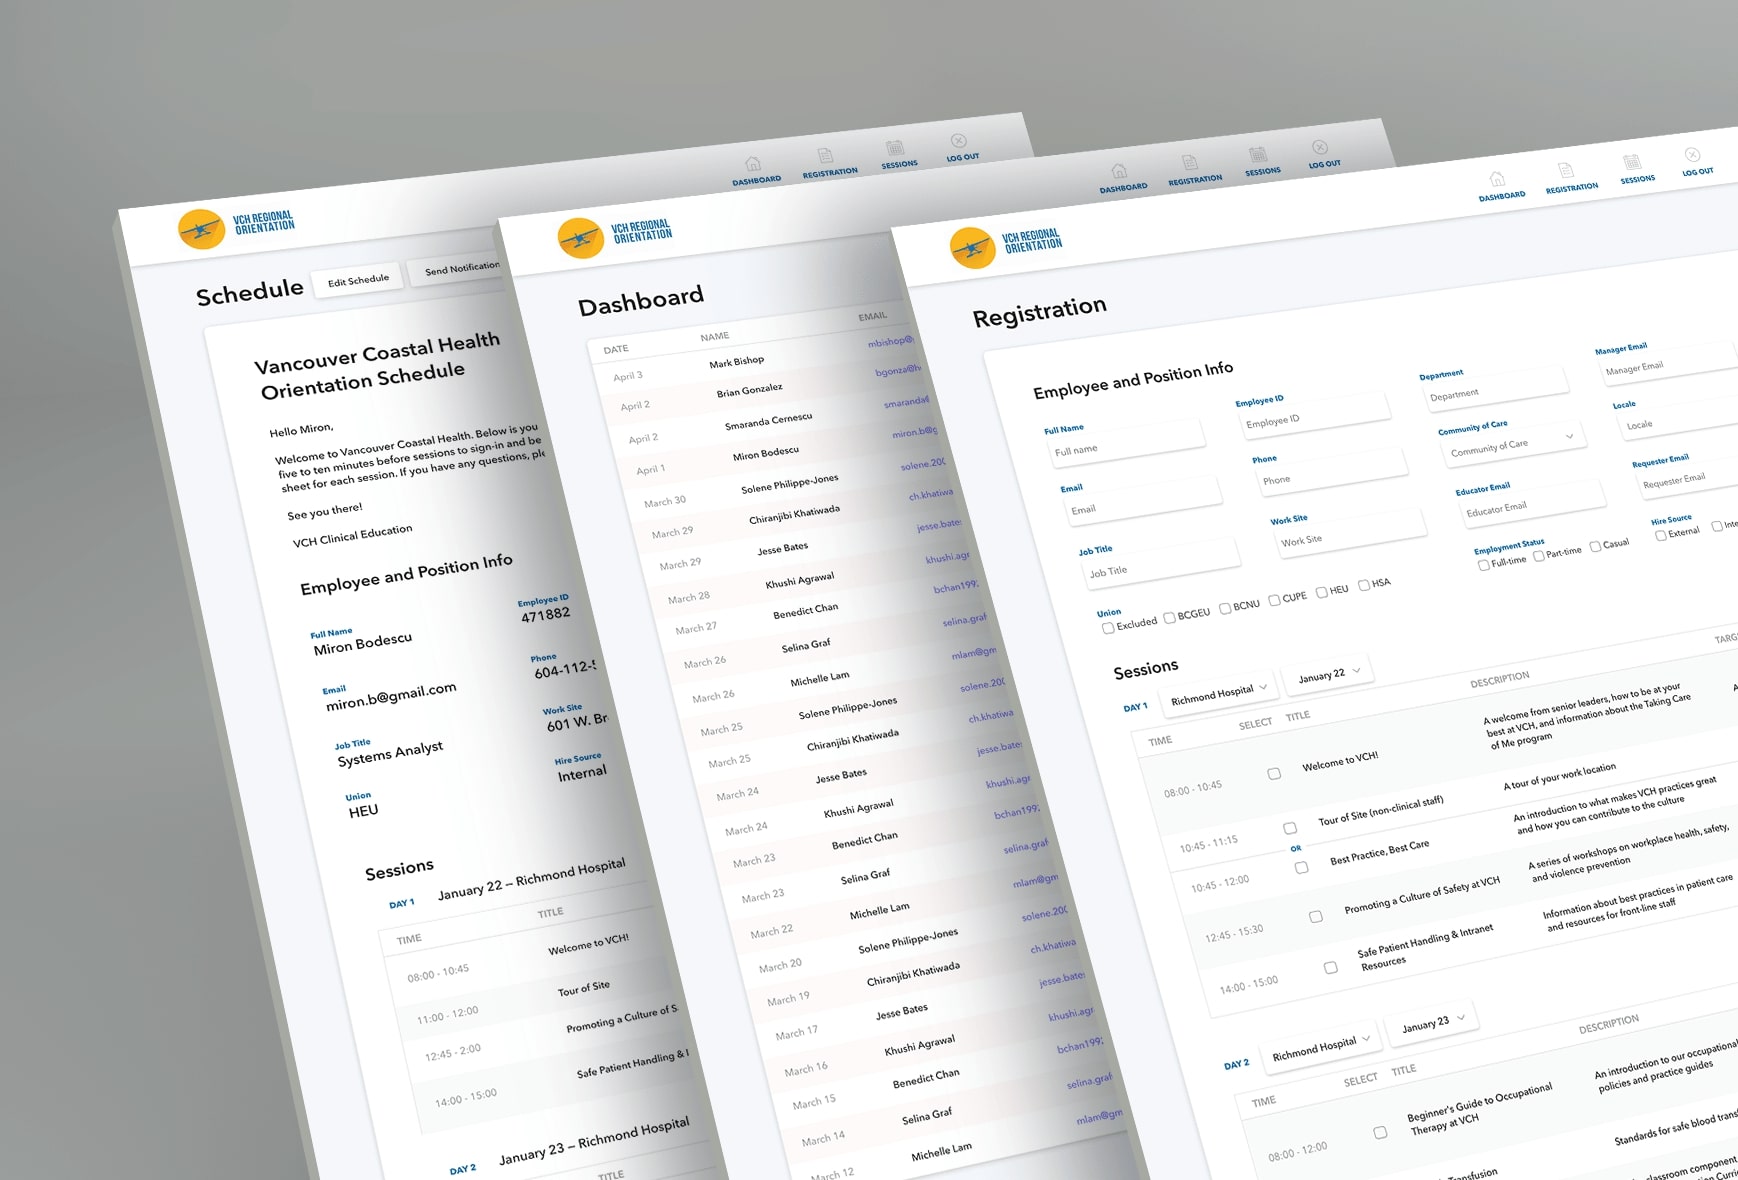 VCH REGIONAL
ORIENTATION
DASHBOARD
REGISTRATION
SESSIONS
LOG OUT
Schedule
Edit Schedule
Send Notification
Vancouver Coastal Health
Orientation Schedule
Hello Miron,
Welcome to Vancouver Coastal Health. Below is you
five to ten minutes before sessions to sign-in and be
sheet for each session. If you have any questions,
See you there!
VCH Clinical Education
Employee and Position Info
Full Name
Miron Bodescu
Employee ID
471882
Email
miron.b@gmail.com
Phone
604-112-
Job Title
Systems Analyst
Work Site
601 W. Br
Union
HEU
Hire Source
Internal
Sessions
DAY 1 January 22 – Richmond Hospital
TIME TITLE
08:00 - 10:45 Welcome to VCH!
11:00 - 12:00 Tour of Site
12:45 - 2:00 Promoting a Culture of S
14:00 - 15:00 Safe Patient Handling &
DAY 2 January 23 – Richmond Hospital
TITLE
VCH REGIONAL
ORIENTATION
DASHBOARD
REGISTRATION
SESSIONS
LOG OUT
Dashboard
DATE NAME EMAIL
April 3 Mark Bishop mbishop@
April 2 Brian Gonzalez bgonza@h
April 2 Smaranda Cernescu smaranda
April 1 Miron Bodescu miron.b@g
March 30 Solene Philippe-Jones solene.20
March 29 Chiranjibi Khatiwada ch.khatiwa
March 29 Jesse Bates jesse.bate
March 28 Khushi Agrawal khushi.agr
March 27 Benedict Chan bchan199
March 26 Selina Graf selina.graf
March 26 Michelle Lam mlam@gm
March 25 Solene Philippe-Jones solene.20
March 25 Chiranjibi Khatiwada ch.khatiwa
March 24 Jesse Bates jesse.bate
March 24 Khushi Agrawal khushi.agr
March 23 Benedict Chan bchan199
March 23 Selina Graf selina.graf
March 22 Michelle Lam mlam@gm
March 20 Solene Philippe-Jones solene.20
March 19 Chiranjibi Khatiwada ch.khatiwa
March 17 Jesse Bates jesse.bate
March 16 Khushi Agrawal khushi.agr
March 15 Benedict Chan bchan199
March 14 Selina Graf selina.graf
March 12 Michelle Lam mlam@gm
VCH REGIONAL
ORIENTATION
DASHBOARD
REGISTRATION
SESSIONS
LOG OUT
Registration
Employee and Position Info
Full Name
Full name
Employee ID
Employee ID
Department
Department
Manager Email
Manager Email
Email
Email
Phone
Phone
Community of Care
Community of Care
Locale
Locale
Job Title
Job Title
Work Site
Work Site
Educator Email
Educator Email
Requester Email
Requester Email
Union
Excluded BCGEU BCNU CUPE HEU HSA
Employment Status
Full-time Part-time Casual
Hire Source
External Inte
Sessions
DAY 1 Richmond Hospital January 22
TIME SELECT TITLE DESCRIPTION TARG
08:00 - 10:45 Welcome to VCH!
A welcome from senior leaders, how to be at your
best at VCH, and information about the Taking Care
of Me program
10:45 - 11:15 Tour of Site (non-clinical staff) A tour of your work location
OR
10:45 - 12:00 Best Practice, Best Care
An introduction to what makes VCH practices great
and how you can contribute to the culture
12:45 - 15:30 Promoting a Culture of Safety at VCH
A series of workshops on workplace health, safety,
and violence prevention
14:00 - 15:00 Safe Patient Handling & Intranet
Resources
Information about best practices in patient care
and resources for front-line staff
DAY 2 Richmond Hospital January 23
TIME SELECT TITLE DESCRIPTION
08:00 - 12:00 Beginner's Guide to Occupational
Therapy at VCH
An introduction to our occupational
policies and practice guides
Transfusion
Standards for safe blood trans
classroom component